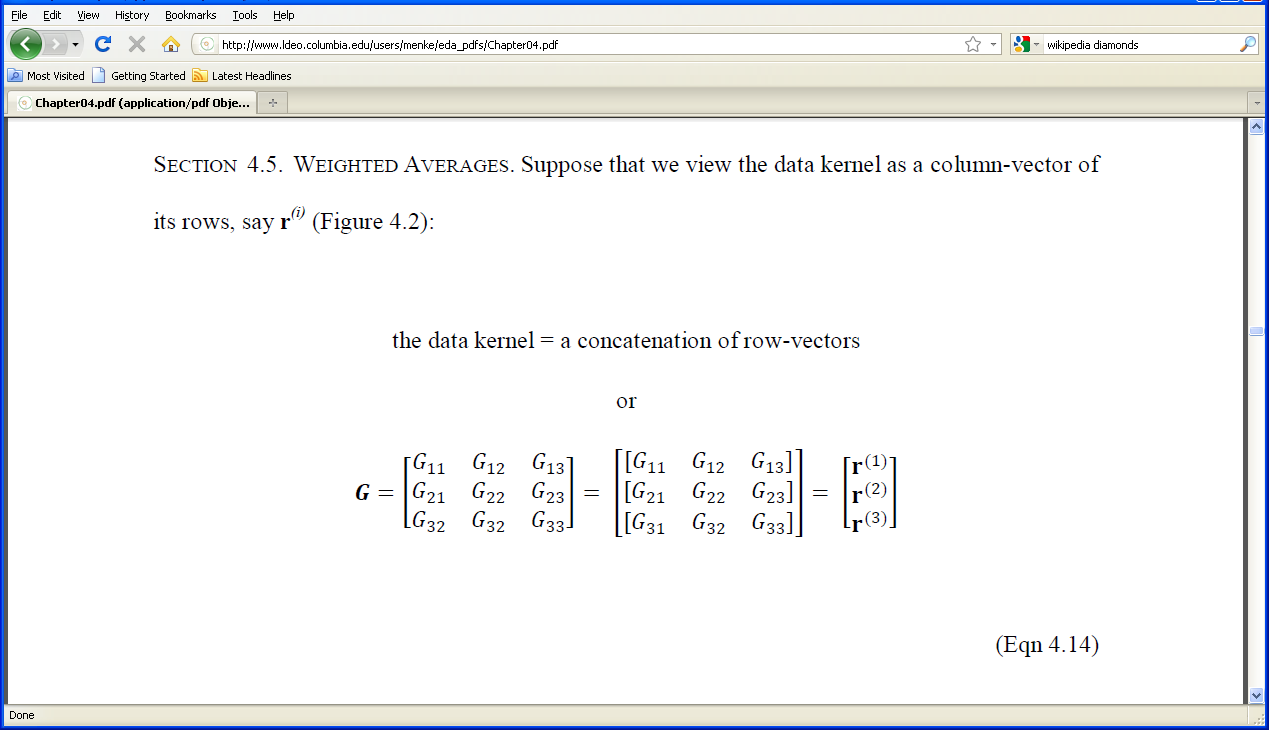 File Edit View History Bookmarks Tools Help
http://www.ldeo.columbia.edu/users/menke/eda_pdfs/Chapter04.pdf wikipedia diamonds
Most Visited Getting Started Latest Headlines
Chapter04.pdf (application/pdf Obje...
SECTION 4.5. WEIGHTED AVERAGES. Suppose that we view the data kernel as a column-vector of
its rows, say r⁽ⁱ⁾ (Figure 4.2):
the data kernel = a concatenation of row-vectors
or
G = [G₁₁ G₁₂ G₁₃; G₂₁ G₂₂ G₂₃; G₃₂ G₃₂ G₃₃] = [[G₁₁ G₁₂ G₁₃]; [G₂₁ G₂₂ G₂₃]; [G₃₁ G₃₂ G₃₃]] = [r⁽¹⁾; r⁽²⁾; r⁽³⁾]
(Eqn 4.14)
Done